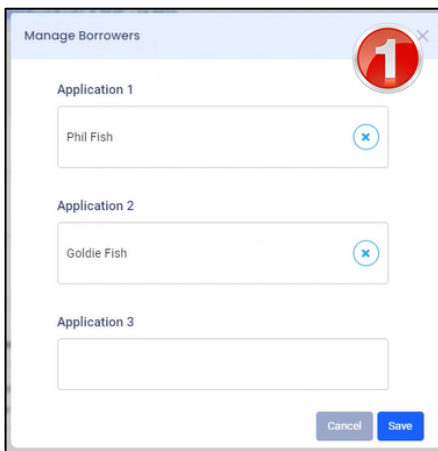 Manage Borrowers
1
Application 1
Phil Fish
Application 2
Goldie Fish
Application 3
Cancel Save